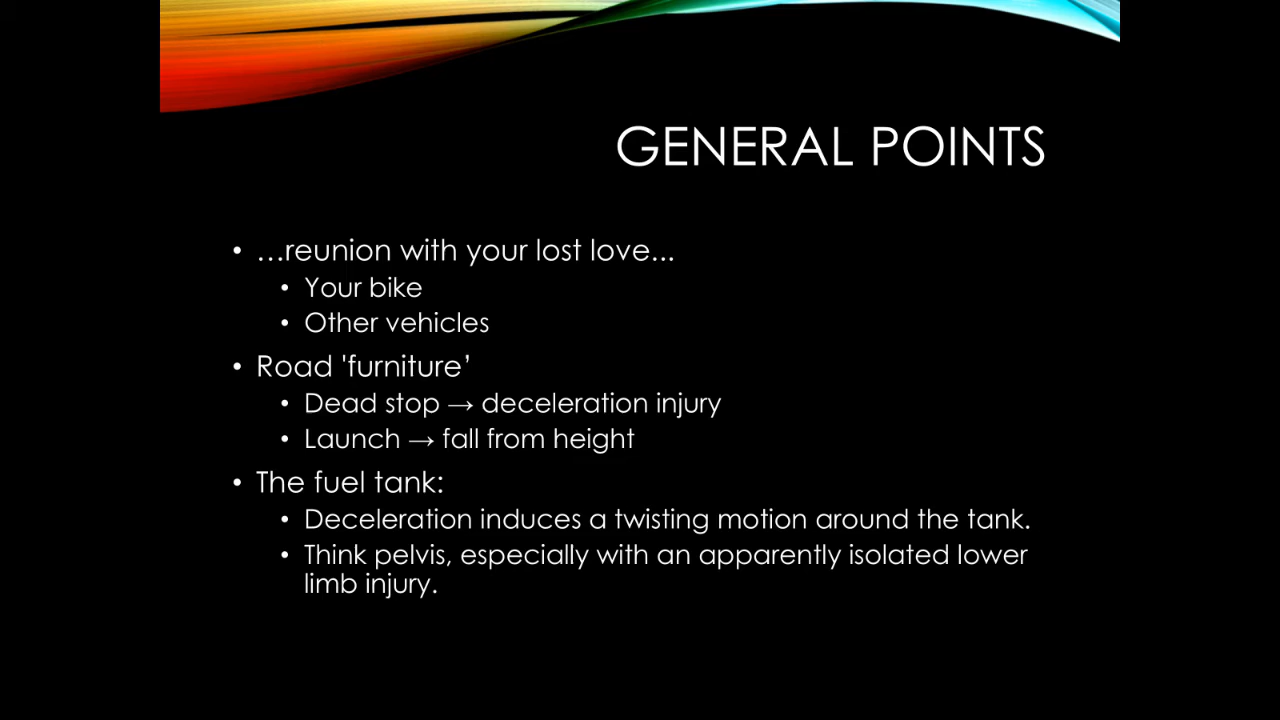 GENERAL POINTS
• …reunion with your lost love...
• Your bike
• Other vehicles
• Road 'furniture’
• Dead stop → deceleration injury
• Launch → fall from height
• The fuel tank:
• Deceleration induces a twisting motion around the tank.
• Think pelvis, especially with an apparently isolated lower
limb injury.